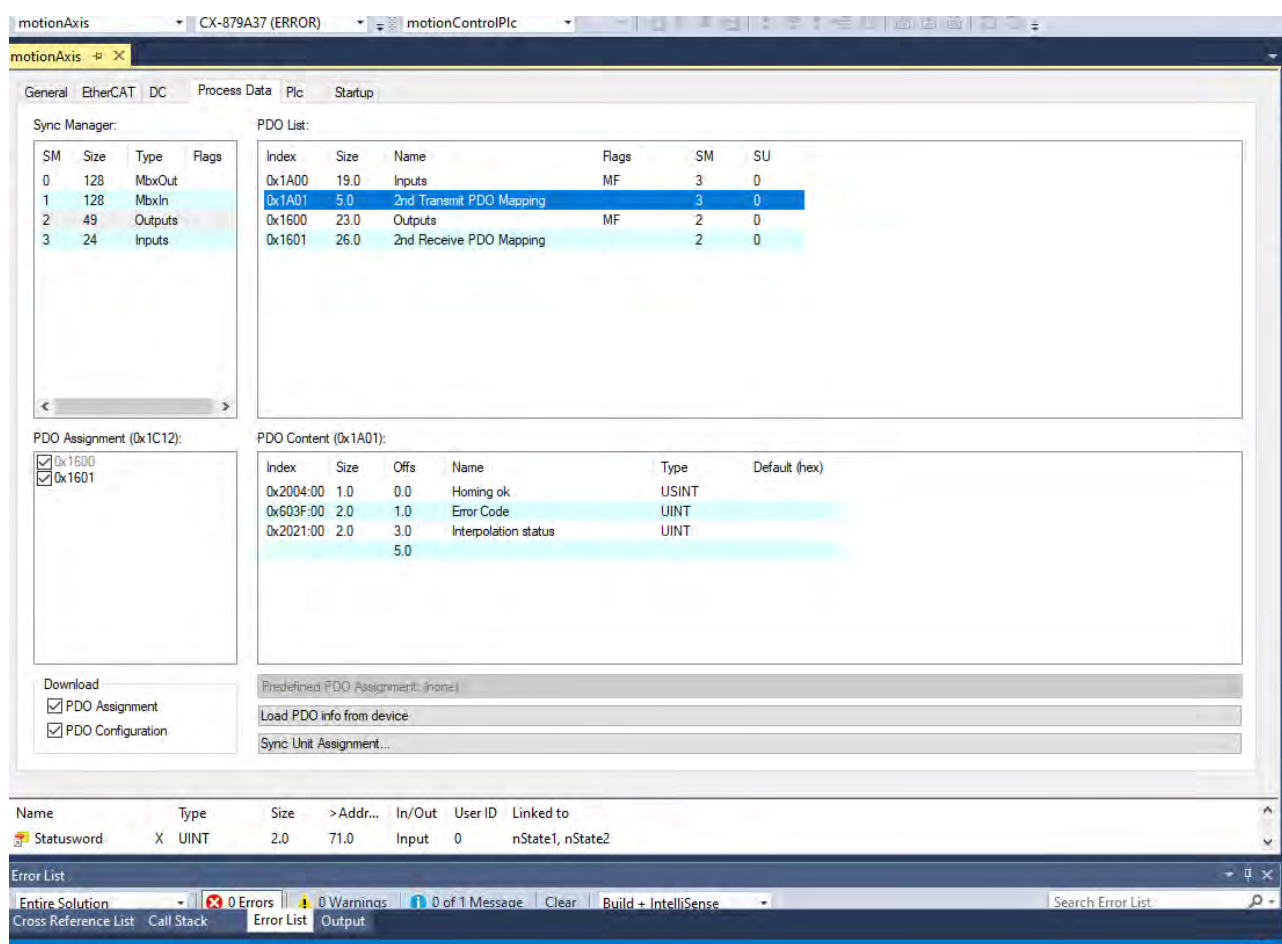 motionAxis CX-879A37 (ERROR) motionControlPlc
motionAxis
General EtherCAT DC Process Data Plc Startup
Sync Manager: PDO List:
SM Size Type Flags Index Size Name Flags SM SU
0 128 MbxOut 0x1A00 19.0 Inputs MF 3 0
1 128 MbxIn 0x1A01 5.0 2nd Transmit PDO Mapping 3 0
2 49 Outputs 0x1600 23.0 Outputs MF 2 0
3 24 Inputs 0x1601 26.0 2nd Receive PDO Mapping 2 0
PDO Assignment (0x1C12): PDO Content (0x1A01):
0x1600
0x1601
Index Size Offs Name Type Default (hex)
0x2004:00 1.0 0.0 Homing ok USINT
0x603F:00 2.0 1.0 Error Code UINT
0x2021:00 2.0 3.0 Interpolation status UINT
5.0
Download
PDO Assignment
PDO Configuration
Predefined PDO Assignment: (none)
Load PDO info from device
Sync Unit Assignment...
Name Type Size >Addr... In/Out User ID Linked to
Statusword X UINT 2.0 71.0 Input 0 nState1, nState2
Error List
Entire Solution 0 Errors 0 Warnings 0 of 1 Message Clear Build + IntelliSense Search Error List
Cross Reference List Call Stack Error List Output